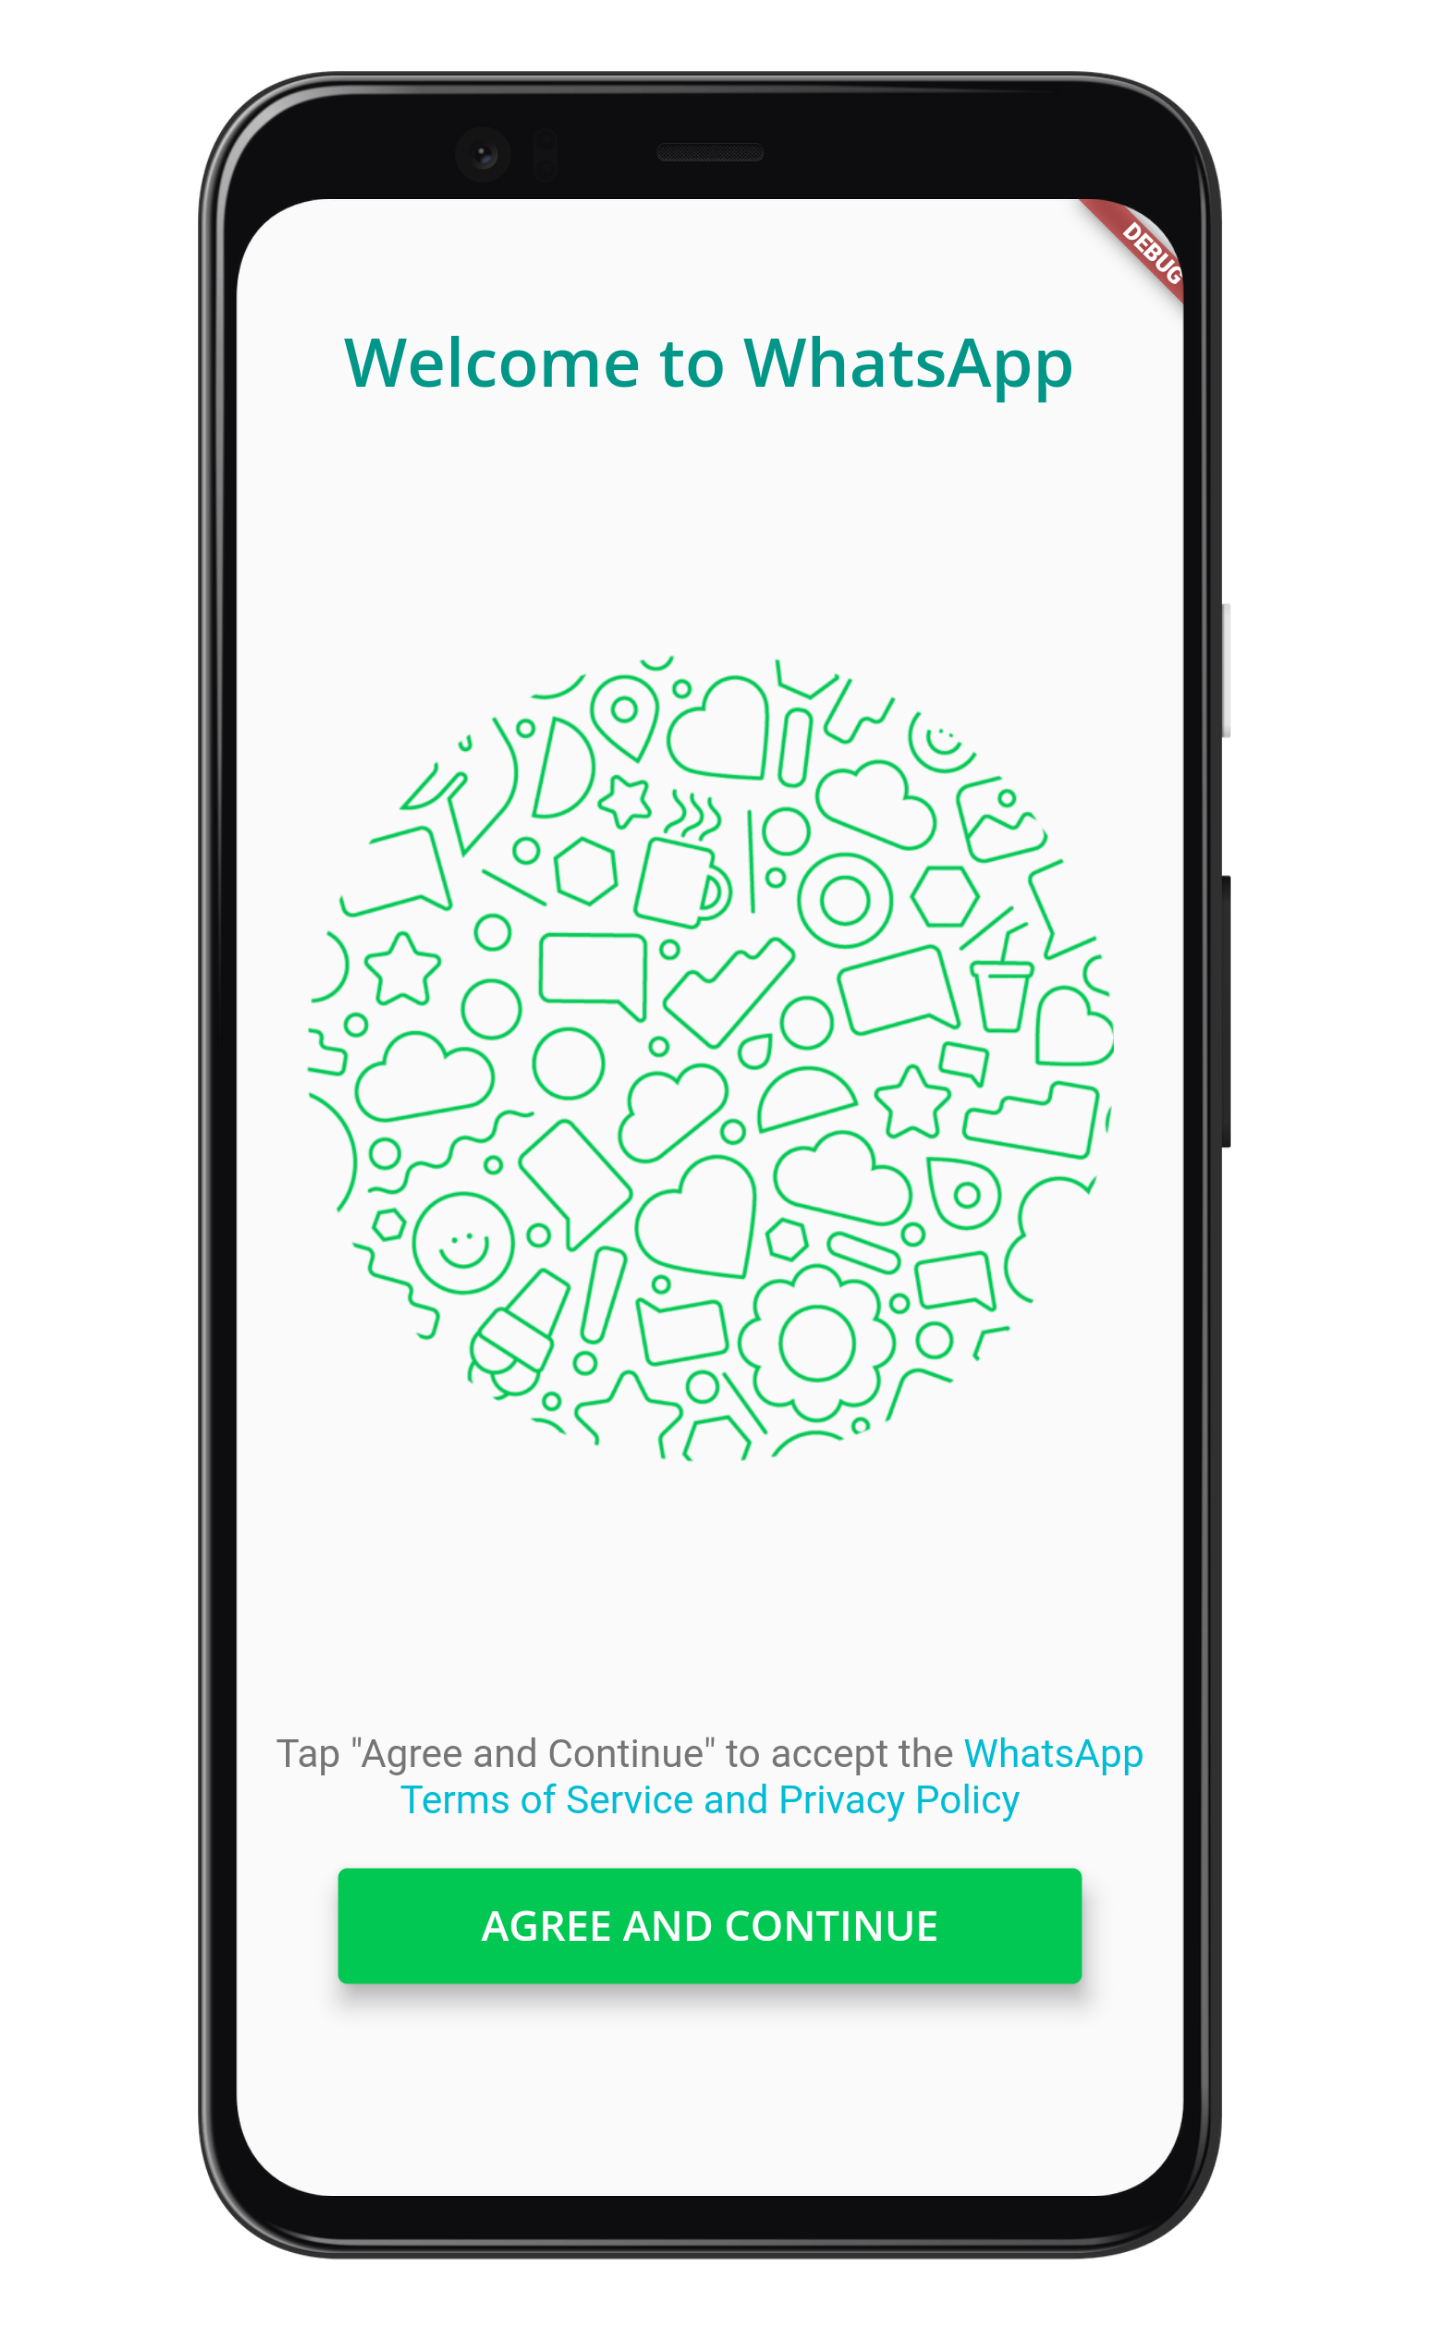 DEBUG
Welcome to WhatsApp
Tap "Agree and Continue" to accept the WhatsApp
Terms of Service and Privacy Policy
AGREE AND CONTINUE